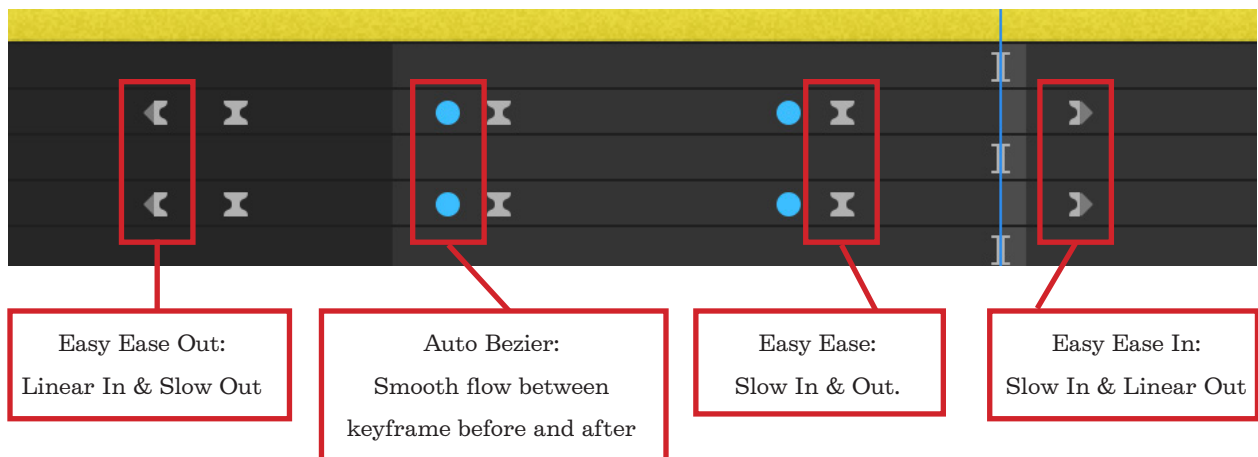 Easy Ease Out:
Linear In & Slow Out
Auto Bezier:
Smooth flow between
keyframe before and after
Easy Ease:
Slow In & Out.
Easy Ease In:
Slow In & Linear Out